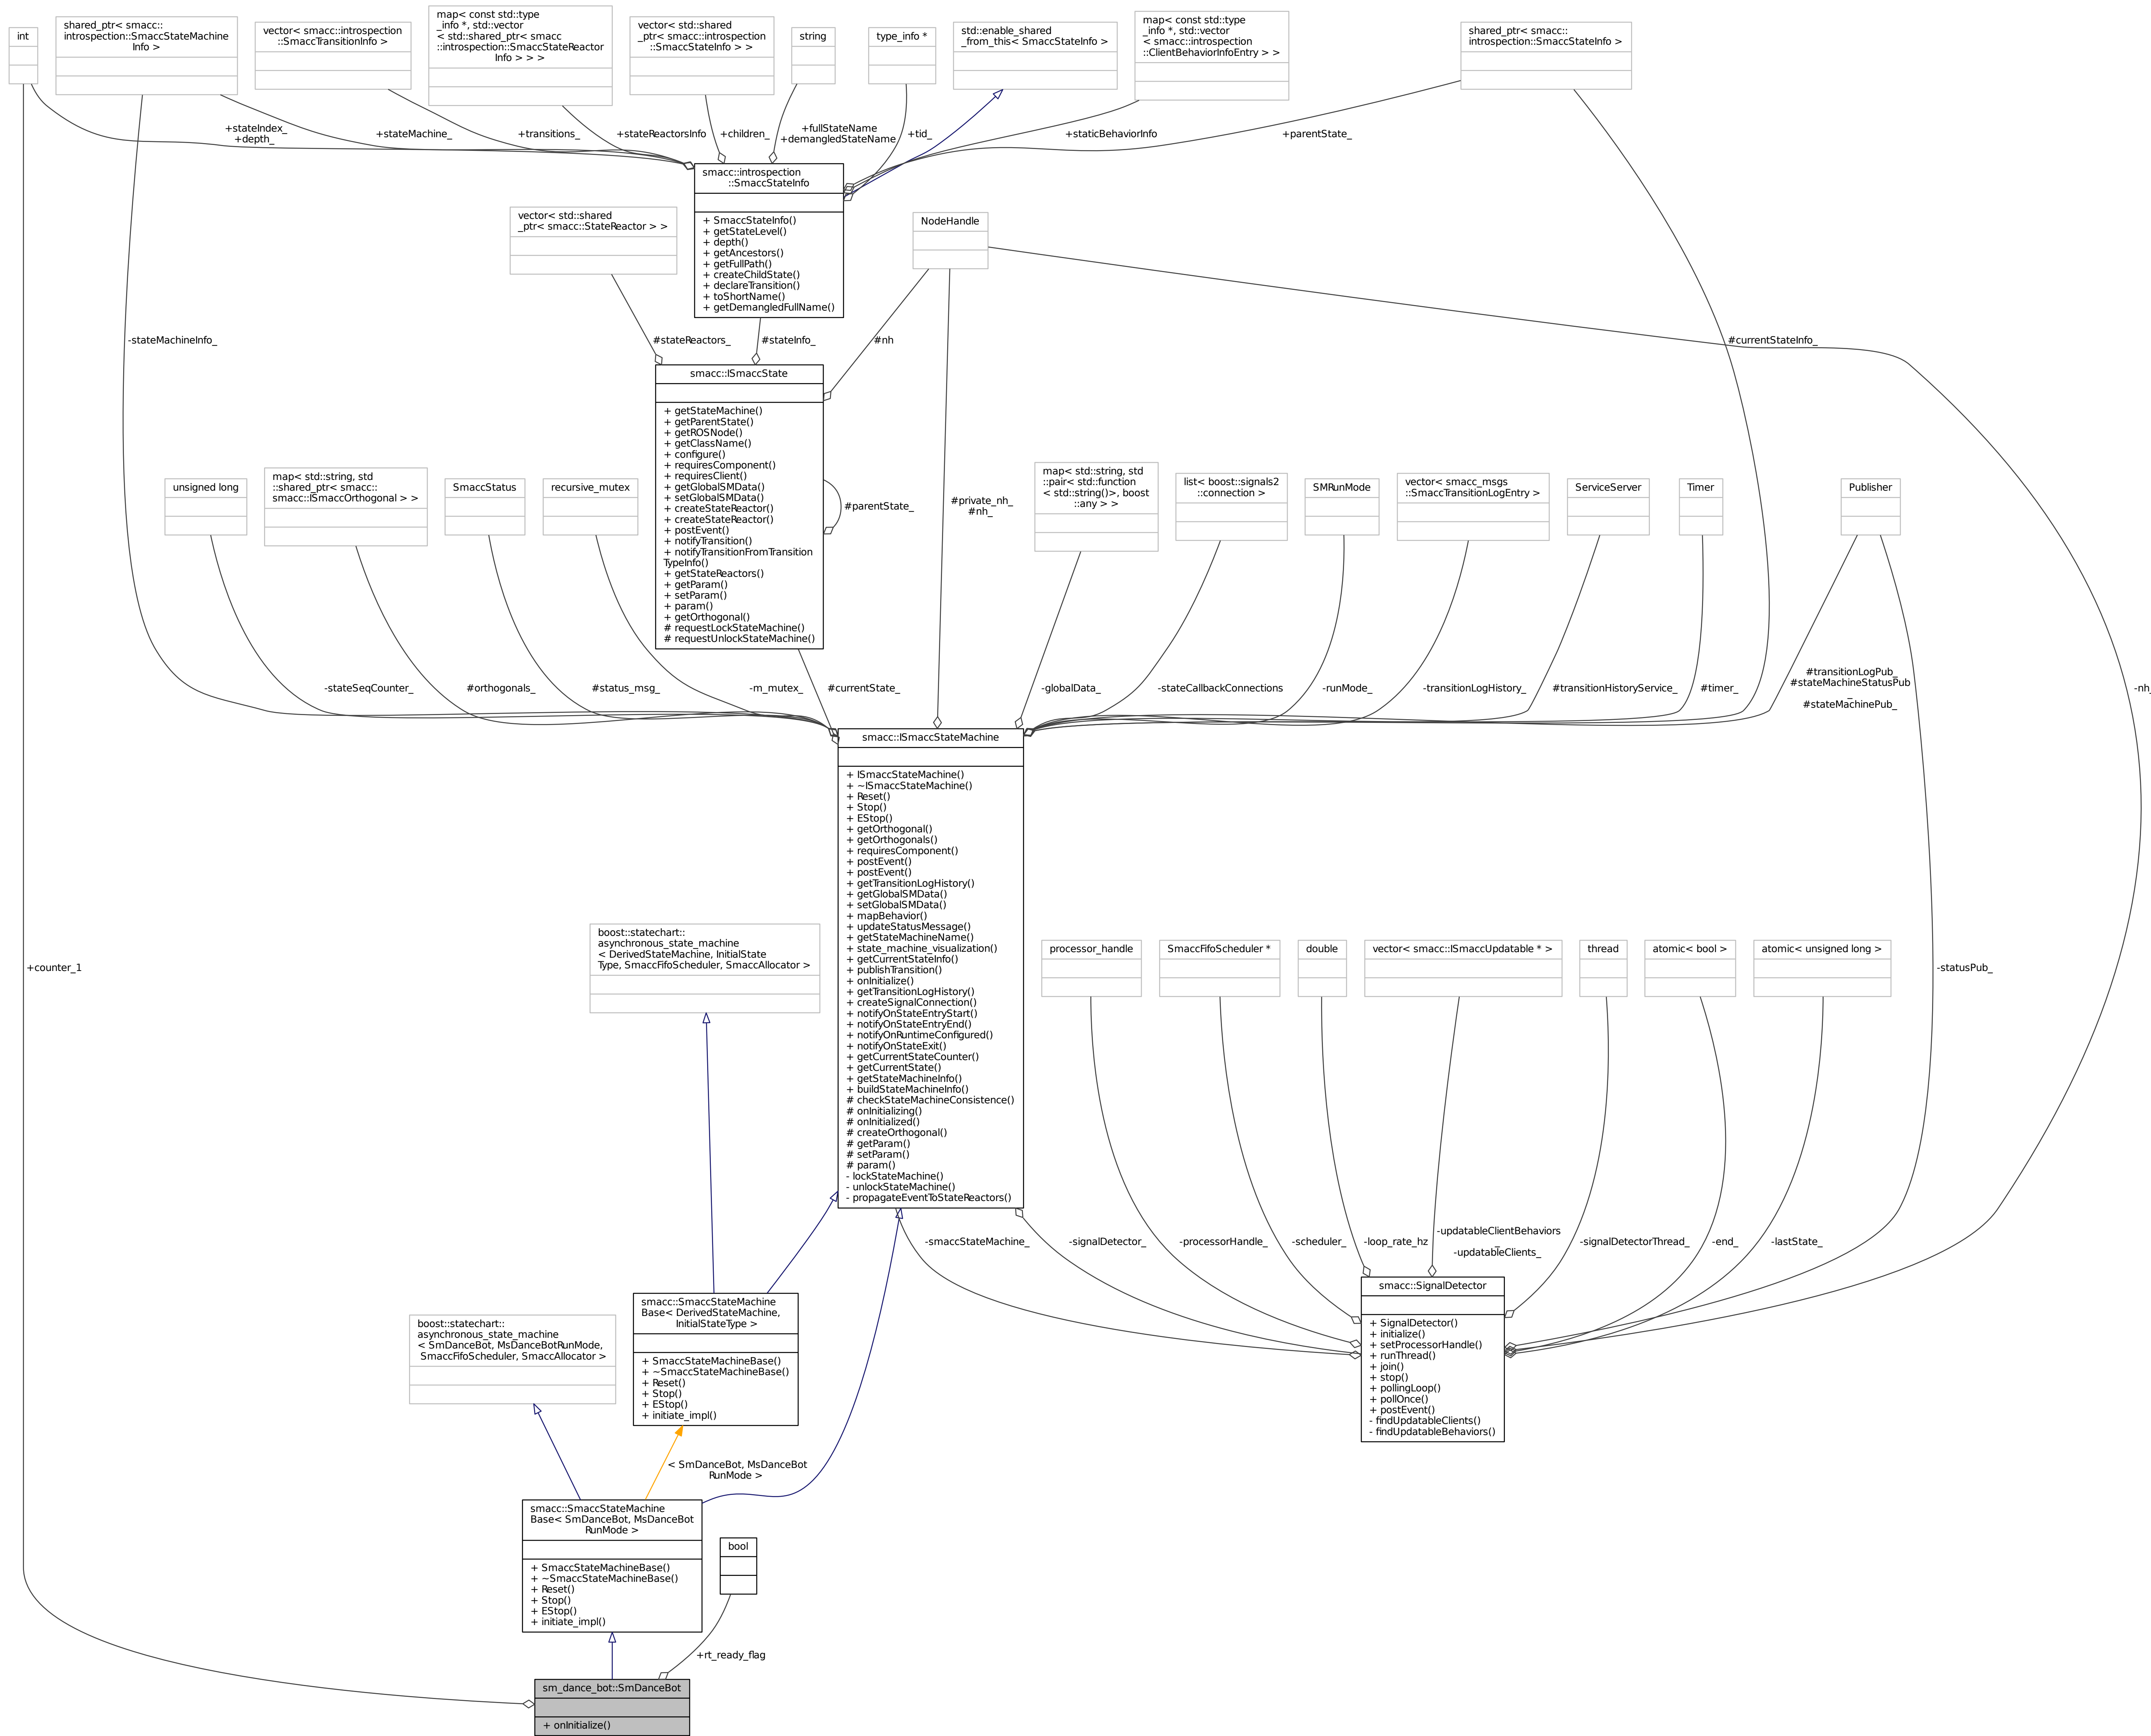 int
shared_ptr< smacc::
introspection::SmaccStateMachine
Info >
vector< smacc::introspection
::SmaccTransitionInfo >
map< const std::type
_info *, std::vector
< std::shared_ptr< smacc
::introspection::SmaccStateReactor
Info > > >
vector< std::shared
_ptr< smacc::introspection
::SmaccStateInfo > >
string
type_info *
std::enable_shared
_from_this< SmaccStateInfo >
map< const std::type
_info *, std::vector
< smacc::introspection
::ClientBehaviorInfoEntry > >
shared_ptr< smacc::
introspection::SmaccStateInfo >
+stateIndex_
+depth_
+stateMachine_
+transitions_
+stateReactorsInfo
+children_
+fullStateName
+demangledStateName
+tid_
+staticBehaviorInfo
+parentState_
smacc::introspection
::SmaccStateInfo
+ SmaccStateInfo()
+ getStateLevel()
+ depth()
+ getAncestors()
+ getFullPath()
+ createChildState()
+ declareTransition()
+ toShortName()
+ getDemangledFullName()
vector< std::shared
_ptr< smacc::StateReactor > >
NodeHandle
-stateMachineInfo_
#stateReactors_
#stateInfo_
#nh
#currentStateInfo_
smacc::ISmaccState
+ getStateMachine()
+ getParentState()
+ getROSNode()
+ getClassName()
+ configure()
+ requiresComponent()
+ requiresClient()
+ getGlobalSMData()
+ setGlobalSMData()
+ createStateReactor()
+ createStateReactor()
+ postEvent()
+ notifyTransition()
+ notifyTransitionFromTransition
TypeInfo()
+ getStateReactors()
+ getParam()
+ setParam()
+ param()
+ getOrthogonal()
# requestLockStateMachine()
# requestUnlockStateMachine()
#parentState_
#private_nh_
#nh_
unsigned long
map< std::string, std
::shared_ptr< smacc::
smacc::ISmaccOrthogonal > >
SmaccStatus
recursive_mutex
map< std::string, std
::pair< std::function
< std::string()>, boost
::any > >
list< boost::signals2
::connection >
SMRunMode
vector< smacc_msgs
::SmaccTransitionLogEntry >
ServiceServer
Timer
Publisher
-stateSeqCounter_
#orthogonals_
#status_msg_
-m_mutex_
#currentState_
-globalData_
-stateCallbackConnections
-runMode_
-transitionLogHistory_
#transitionHistoryService_
#timer_
#transitionLogPub_
#stateMachineStatusPub
_
#stateMachinePub_
-nh_
smacc::ISmaccStateMachine
+ ISmaccStateMachine()
+ ~ISmaccStateMachine()
+ Reset()
+ Stop()
+ EStop()
+ getOrthogonal()
+ getOrthogonals()
+ requiresComponent()
+ postEvent()
+ postEvent()
+ getTransitionLogHistory()
+ getGlobalSMData()
+ setGlobalSMData()
+ mapBehavior()
+ updateStatusMessage()
+ getStateMachineName()
+ state_machine_visualization()
+ getCurrentStateInfo()
+ publishTransition()
+ onInitialize()
+ getTransitionLogHistory()
+ createSignalConnection()
+ notifyOnStateEntryStart()
+ notifyOnStateEntryEnd()
+ notifyOnRuntimeConfigured()
+ notifyOnStateExit()
+ getCurrentStateCounter()
+ getCurrentState()
+ getStateMachineInfo()
+ buildStateMachineInfo()
# checkStateMachineConsistence()
# onInitializing()
# onInitialized()
# createOrthogonal()
# getParam()
# setParam()
# param()
- lockStateMachine()
- unlockStateMachine()
- propagateEventToStateReactors()
+counter_1
boost::statechart::
asynchronous_state_machine
< DerivedStateMachine, InitialState
Type, SmaccFifoScheduler, SmaccAllocator >
processor_handle
SmaccFifoScheduler *
double
vector< smacc::ISmaccUpdatable * >
thread
atomic< bool >
atomic< unsigned long >
-statusPub_
-smaccStateMachine_
-signalDetector_
-processorHandle_
-scheduler_
-loop_rate_hz
-updatableClientBehaviors
_
-updatableClients_
-signalDetectorThread_
-end_
-lastState_
smacc::SignalDetector
+ SignalDetector()
+ initialize()
+ setProcessorHandle()
+ runThread()
+ join()
+ stop()
+ pollingLoop()
+ pollOnce()
+ postEvent()
- findUpdatableClients()
- findUpdatableBehaviors()
smacc::SmaccStateMachine
Base< DerivedStateMachine,
InitialStateType >
+ SmaccStateMachineBase()
+ ~SmaccStateMachineBase()
+ Reset()
+ Stop()
+ EStop()
+ initiate_impl()
boost::statechart::
asynchronous_state_machine
< SmDanceBot, MsDanceBotRunMode,
SmaccFifoScheduler, SmaccAllocator >
< SmDanceBot, MsDanceBot
RunMode >
smacc::SmaccStateMachine
Base< SmDanceBot, MsDanceBot
RunMode >
+ SmaccStateMachineBase()
+ ~SmaccStateMachineBase()
+ Reset()
+ Stop()
+ EStop()
+ initiate_impl()
bool
+rt_ready_flag
sm_dance_bot::SmDanceBot
+ onInitialize()